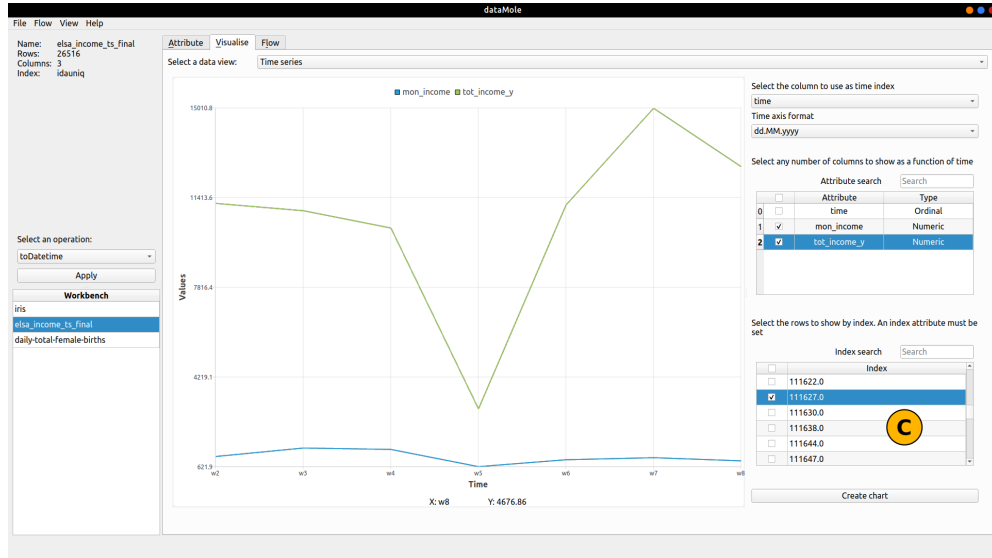 dataMole
File Flow View Help
Name: elsa_income_ts_final
Rows: 26516
Columns: 3
Index: idauniq
Select an operation:
toDatetime
Apply
Workbench
iris
elsa_income_ts_final
daily-total-female-births
Attribute Visualise Flow
Select a data view: Time series
mon_income tot_income_y
15010.8
11413.6
7816.4
4219.1
621.9
Values
w2 w3 w4 w5 w6 w7 w8
Time
X: w8 Y: 4676.86
Select the column to use as time index
time
Time axis format
dd.MM.yyyy
Select any number of columns to show as a function of time
Attribute search Search
Attribute Type
0 time Ordinal
1 mon_income Numeric
2 tot_income_y Numeric
Select the rows to show by index. An index attribute must be
set
Index search Search
Index
111622.0
111627.0
111630.0
111638.0
111644.0
111647.0
C
Create chart